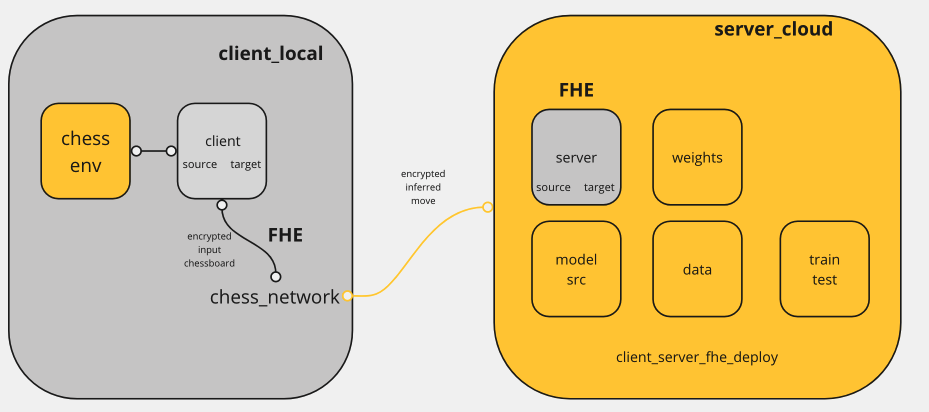 client_local
chess
env
client
source target
encrypted
input
chessboard
FHE
chess_network
encrypted
inferred
move
server_cloud
FHE
server
source target
weights
model
src
data
train
test
client_server_fhe_deploy